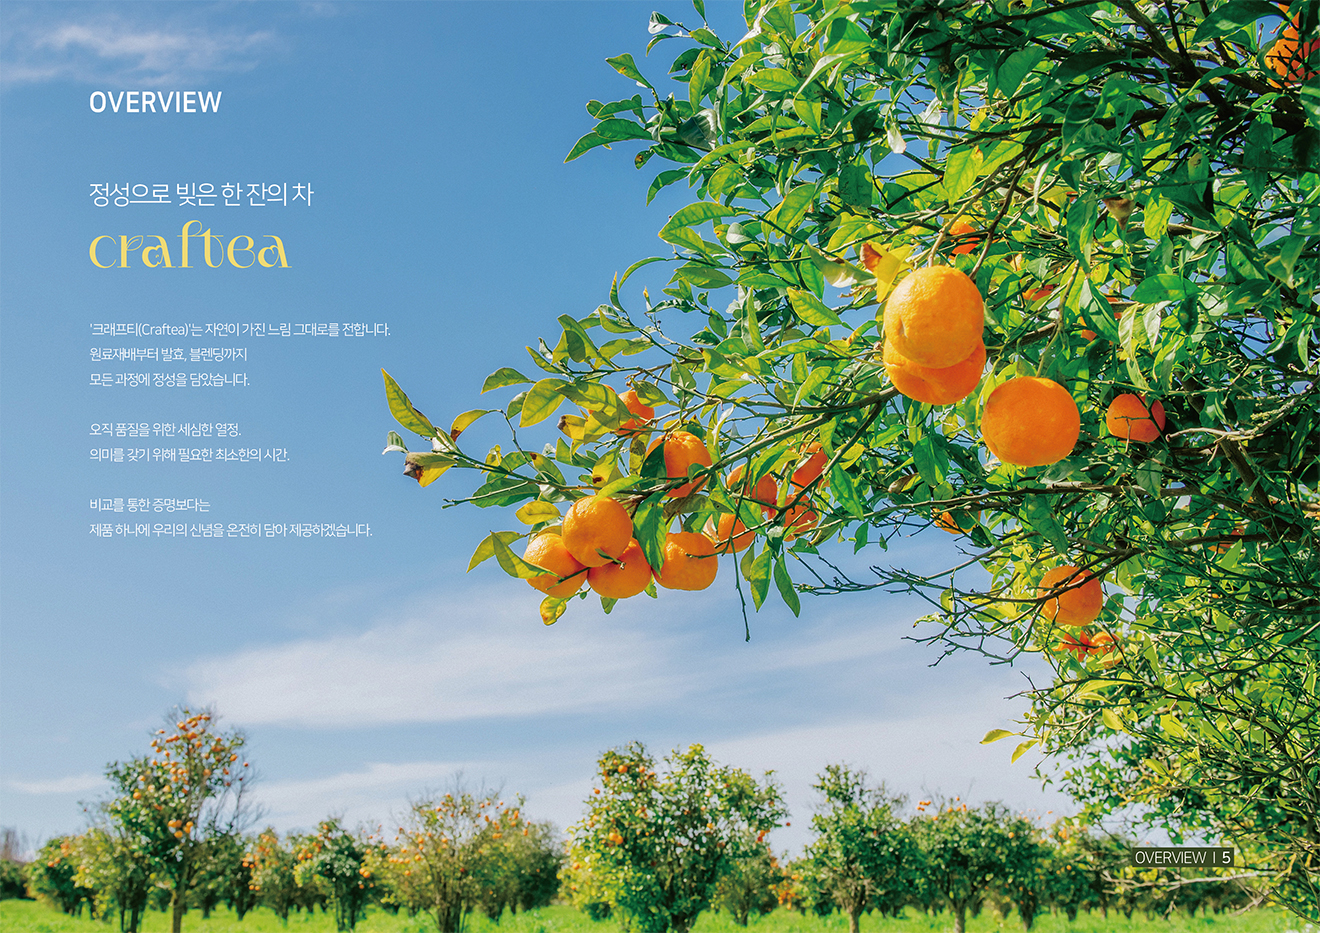 OVERVIEW
정성으로 빚은 한 잔의 차
craftea
'크래프티(Craftea)'는 자연이 가진 느림 그대로를 전합니다.
원료재배부터 발효, 블렌딩까지
모든 과정에 정성을 담았습니다.
오직 품질을 위한 세심한 열정.
의미를 갖기 위해 필요한 최소한의 시간.
비교를 통한 증명보다는
제품 하나에 우리의 신념을 온전히 담아 제공하겠습니다.
OVERVIEW | 5